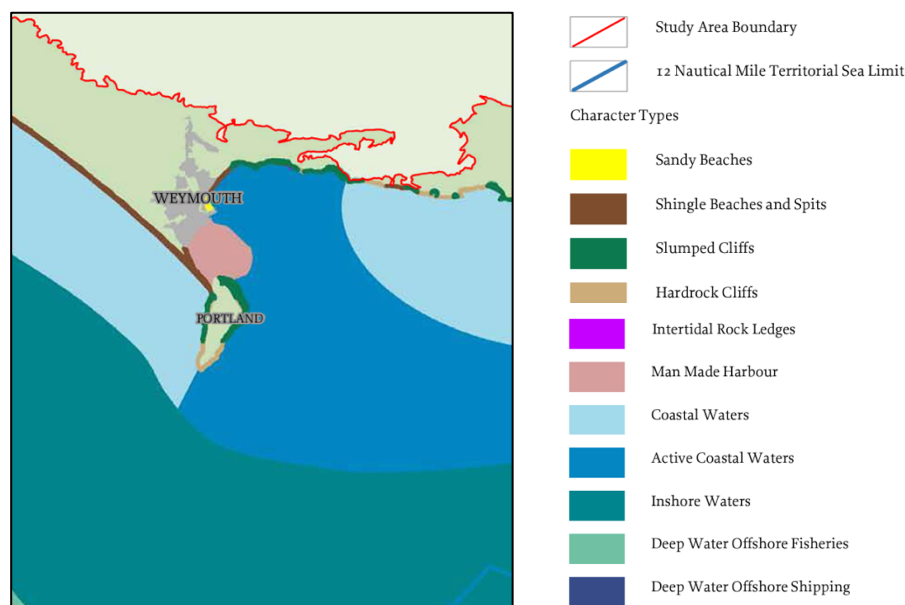 WEYMOUTH
PORTLAND
Study Area Boundary
12 Nautical Mile Territorial Sea Limit
Character Types
Sandy Beaches
Shingle Beaches and Spits
Slumped Cliffs
Hardrock Cliffs
Intertidal Rock Ledges
Man Made Harbour
Coastal Waters
Active Coastal Waters
Inshore Waters
Deep Water Offshore Fisheries
Deep Water Offshore Shipping